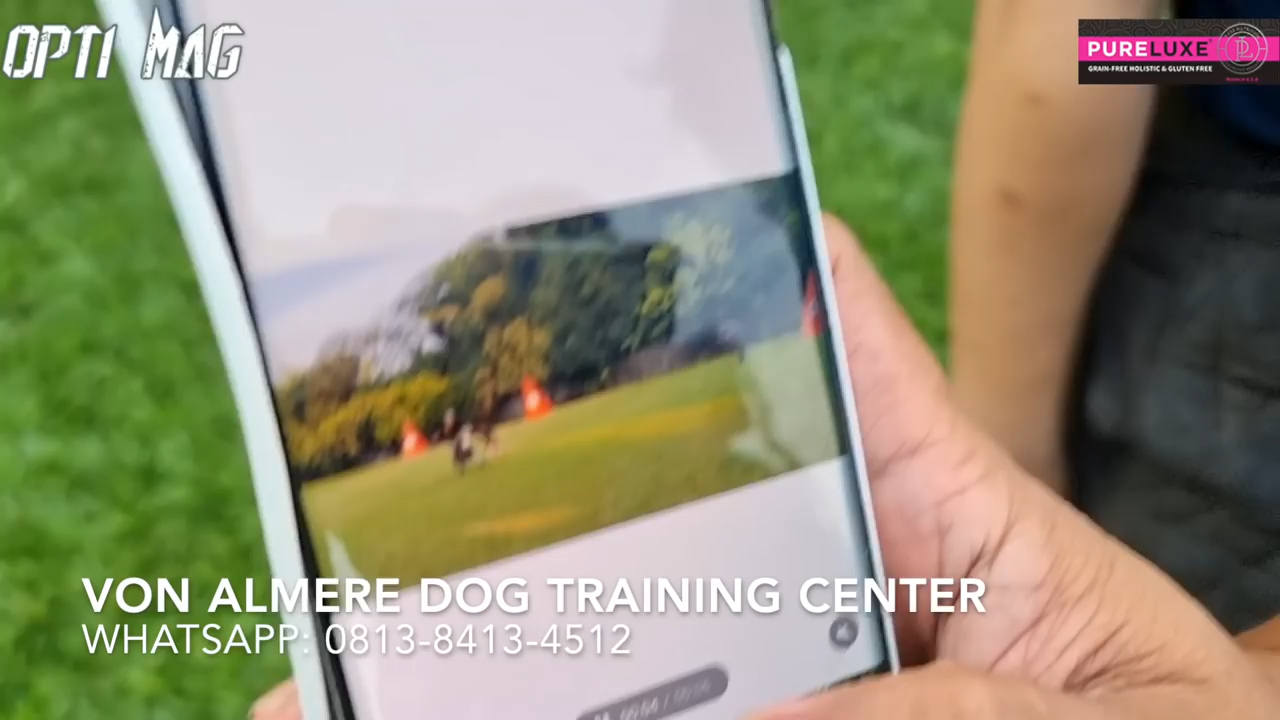 OPTI MAG
PURELUXE
GRAIN-FREE HOLISTIC & GLUTEN FREE
VON ALMERE DOG TRAINING CENTER
WHATSAPP: 0813-8413-4512